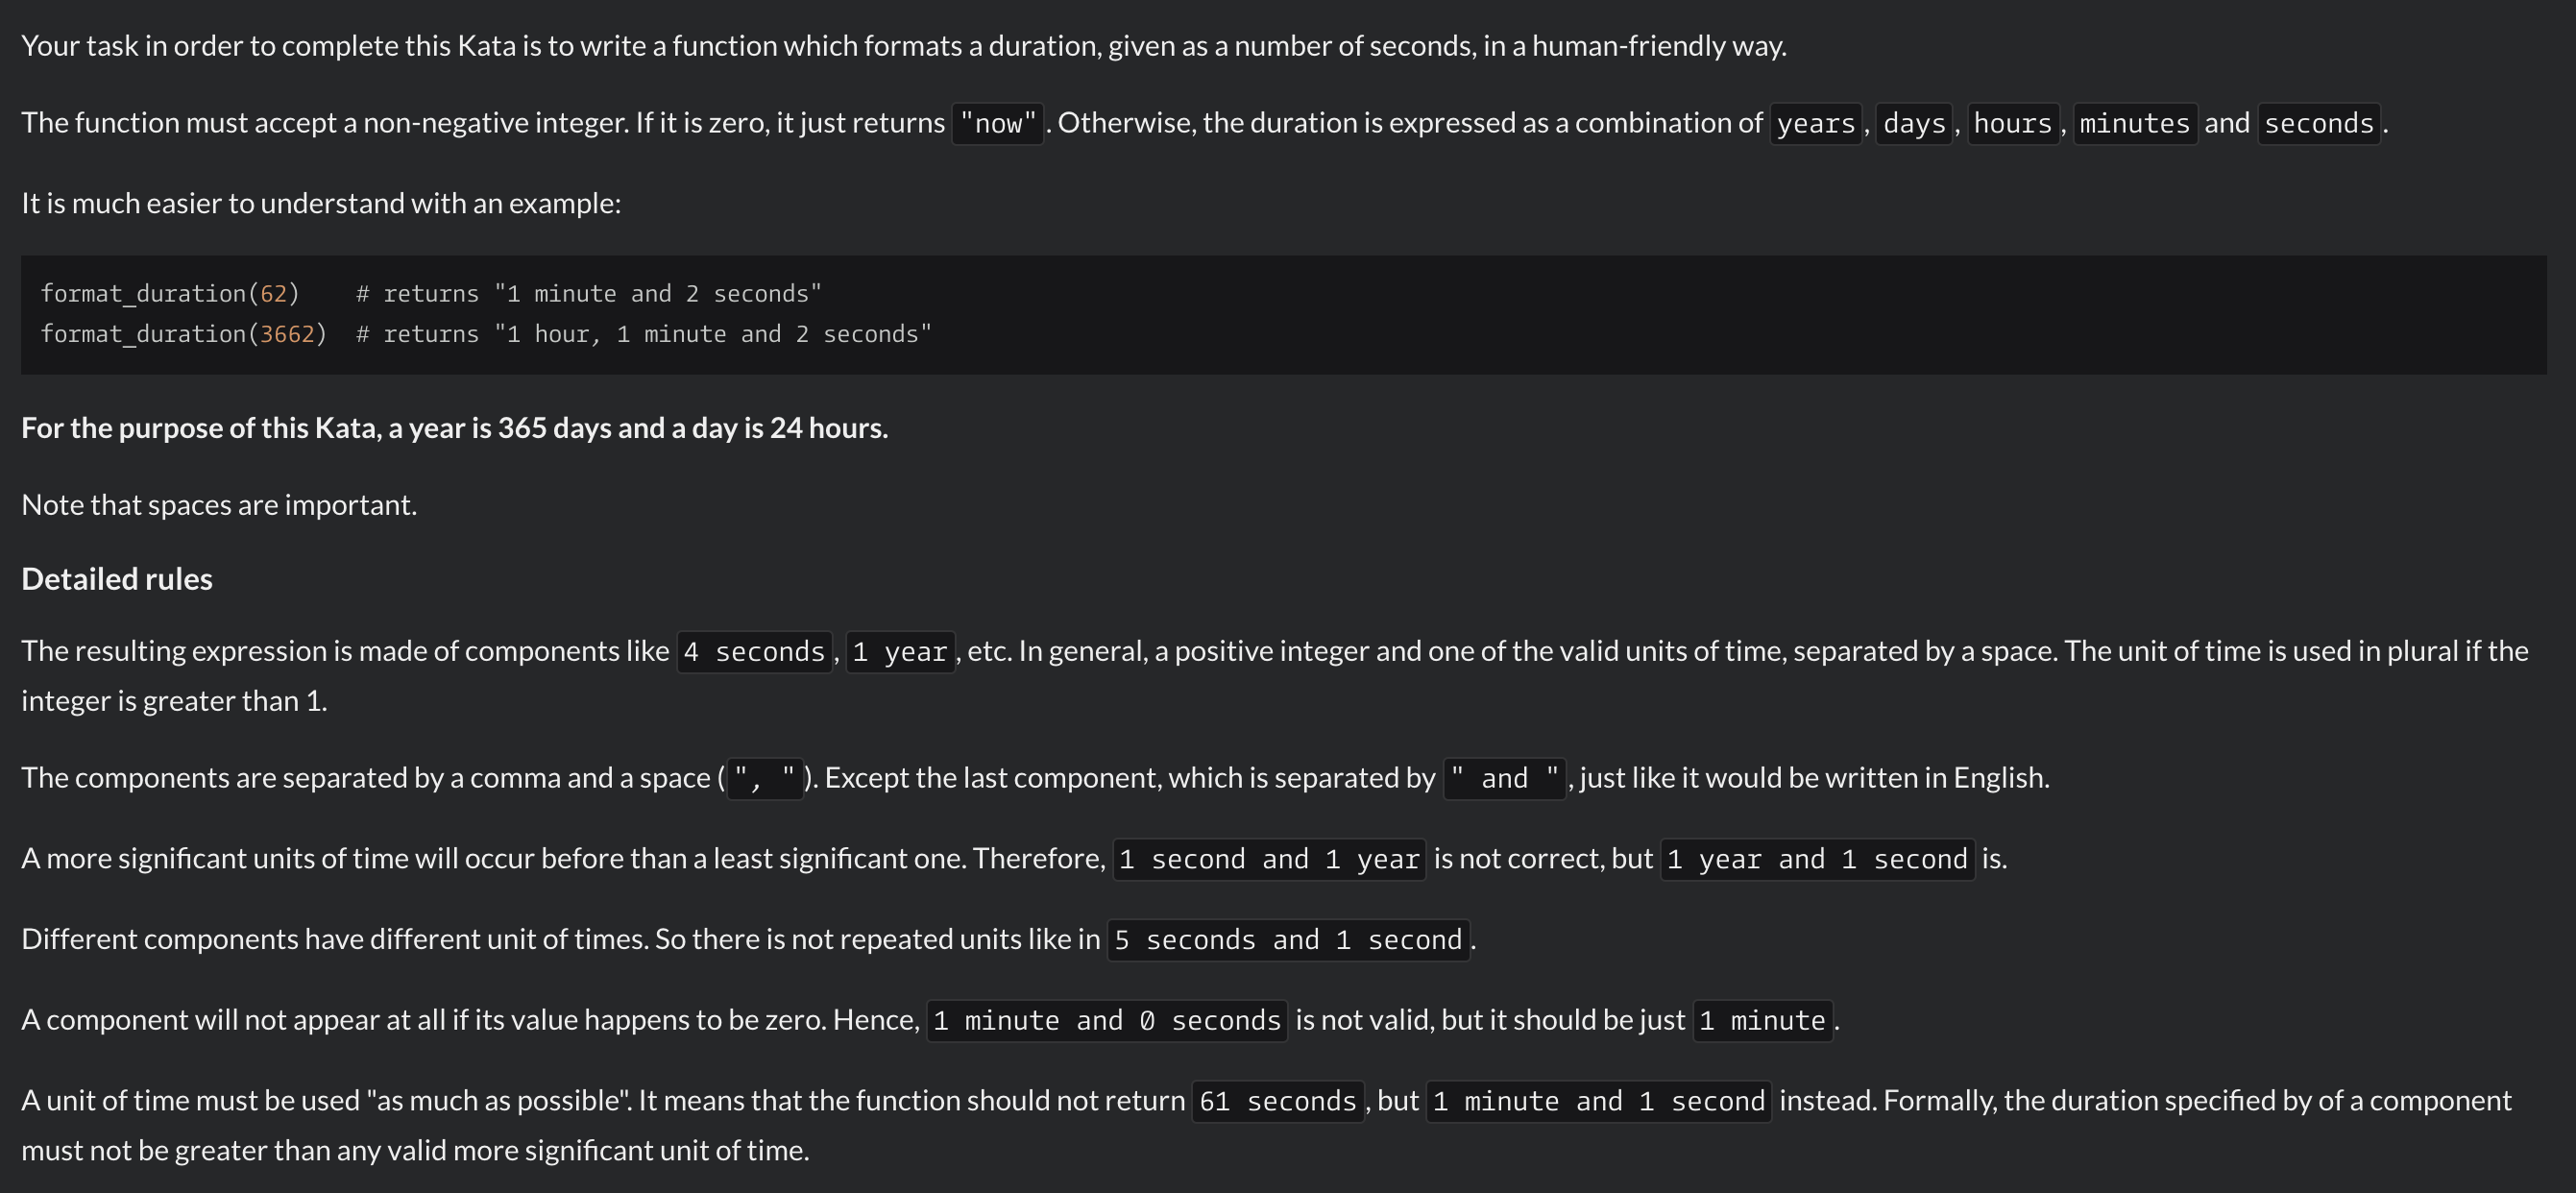 Your task in order to complete this Kata is to write a function which formats a duration, given as a number of seconds, in a human-friendly way.
The function must accept a non-negative integer. If it is zero, it just returns "now". Otherwise, the duration is expressed as a combination of years, days, hours, minutes and seconds.
It is much easier to understand with an example:
format_duration(62)    # returns "1 minute and 2 seconds"
format_duration(3662)  # returns "1 hour, 1 minute and 2 seconds"
For the purpose of this Kata, a year is 365 days and a day is 24 hours.
Note that spaces are important.
Detailed rules
The resulting expression is made of components like 4 seconds, 1 year, etc. In general, a positive integer and one of the valid units of time, separated by a space. The unit of time is used in plural if the
integer is greater than 1.
The components are separated by a comma and a space (", "). Except the last component, which is separated by " and ", just like it would be written in English.
A more significant units of time will occur before than a least significant one. Therefore, 1 second and 1 year is not correct, but 1 year and 1 second is.
Different components have different unit of times. So there is not repeated units like in 5 seconds and 1 second.
A component will not appear at all if its value happens to be zero. Hence, 1 minute and 0 seconds is not valid, but it should be just 1 minute.
A unit of time must be used "as much as possible". It means that the function should not return 61 seconds, but 1 minute and 1 second instead. Formally, the duration specified by of a component
must not be greater than any valid more significant unit of time.